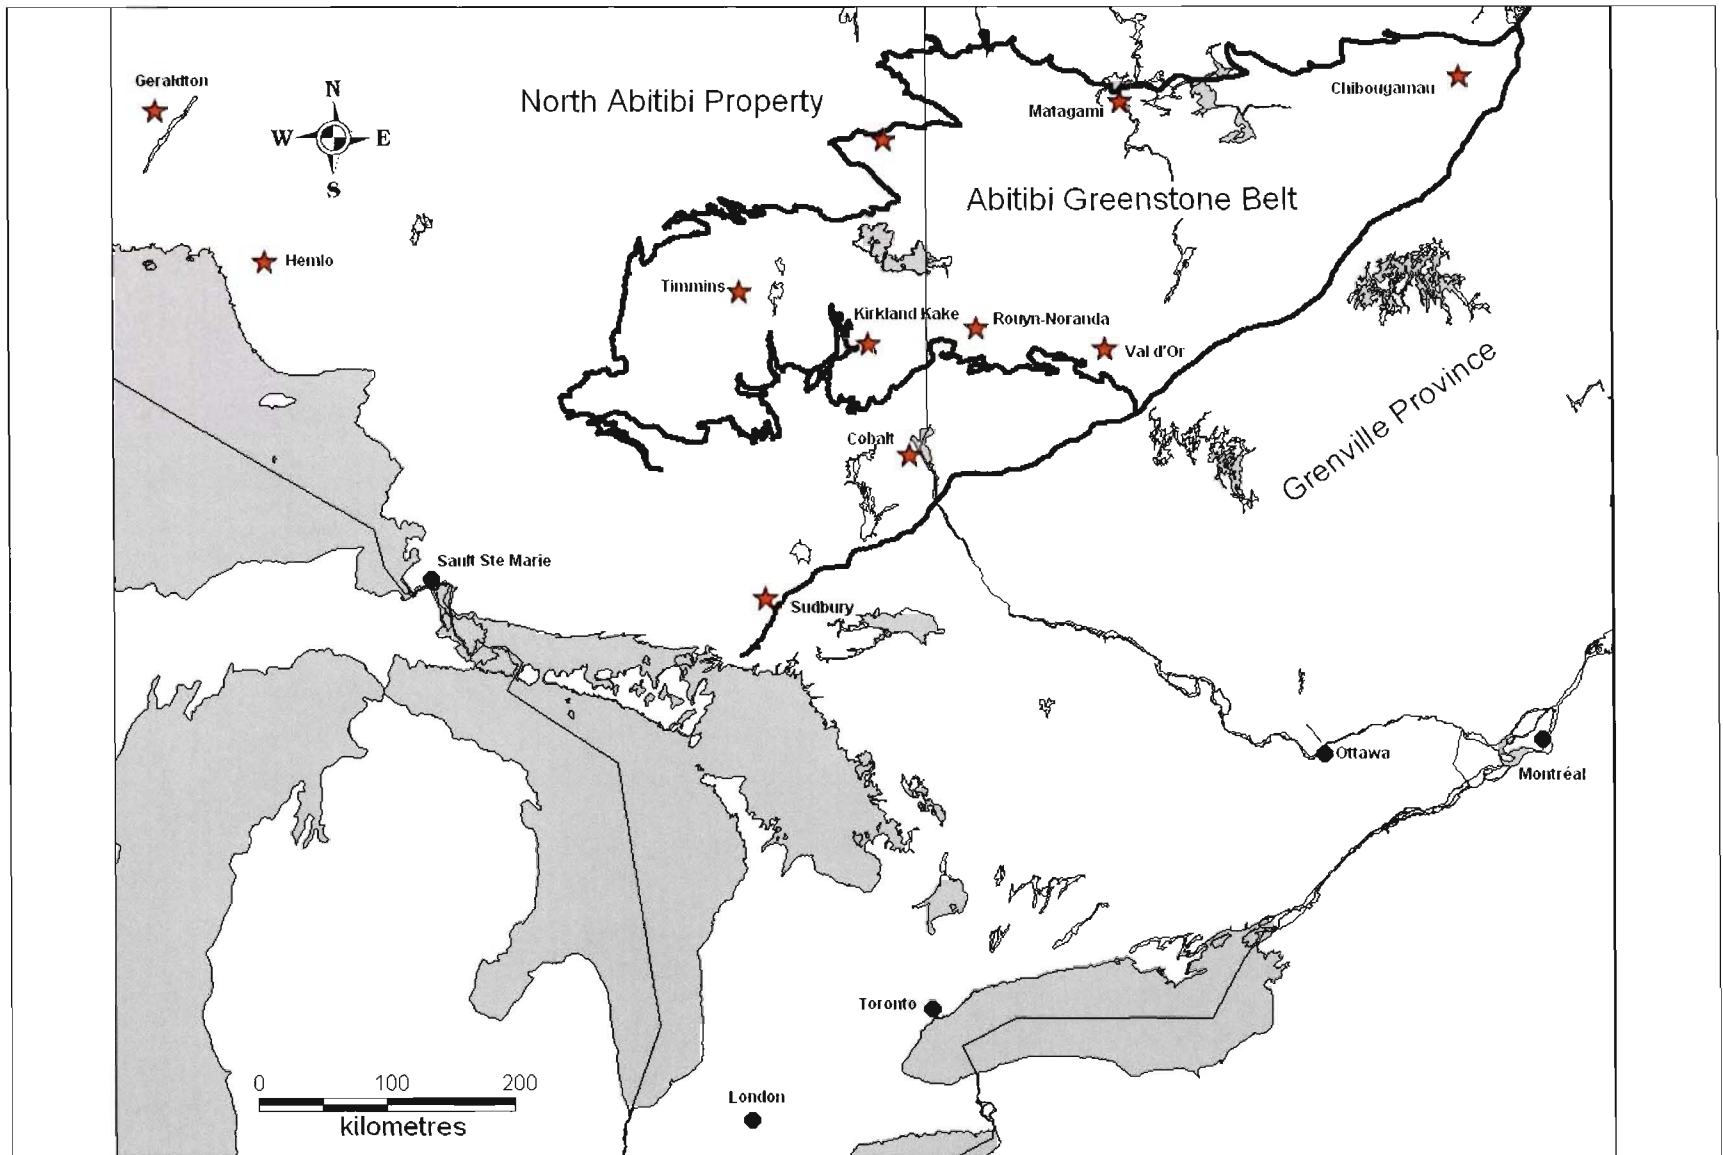 Geraldton
N
W E
S
North Abitibi Property
Matagami
Chibougamau
Abitibi Greenstone Belt
Hemlo
Timmins
Kirkland Kake
Rouyn-Noranda
Val d'Or
Grenville Province
Cobalt
Sault Ste Marie
Sudbury
Ottawa
Montréal
Toronto
0 100 200
kilometres
London